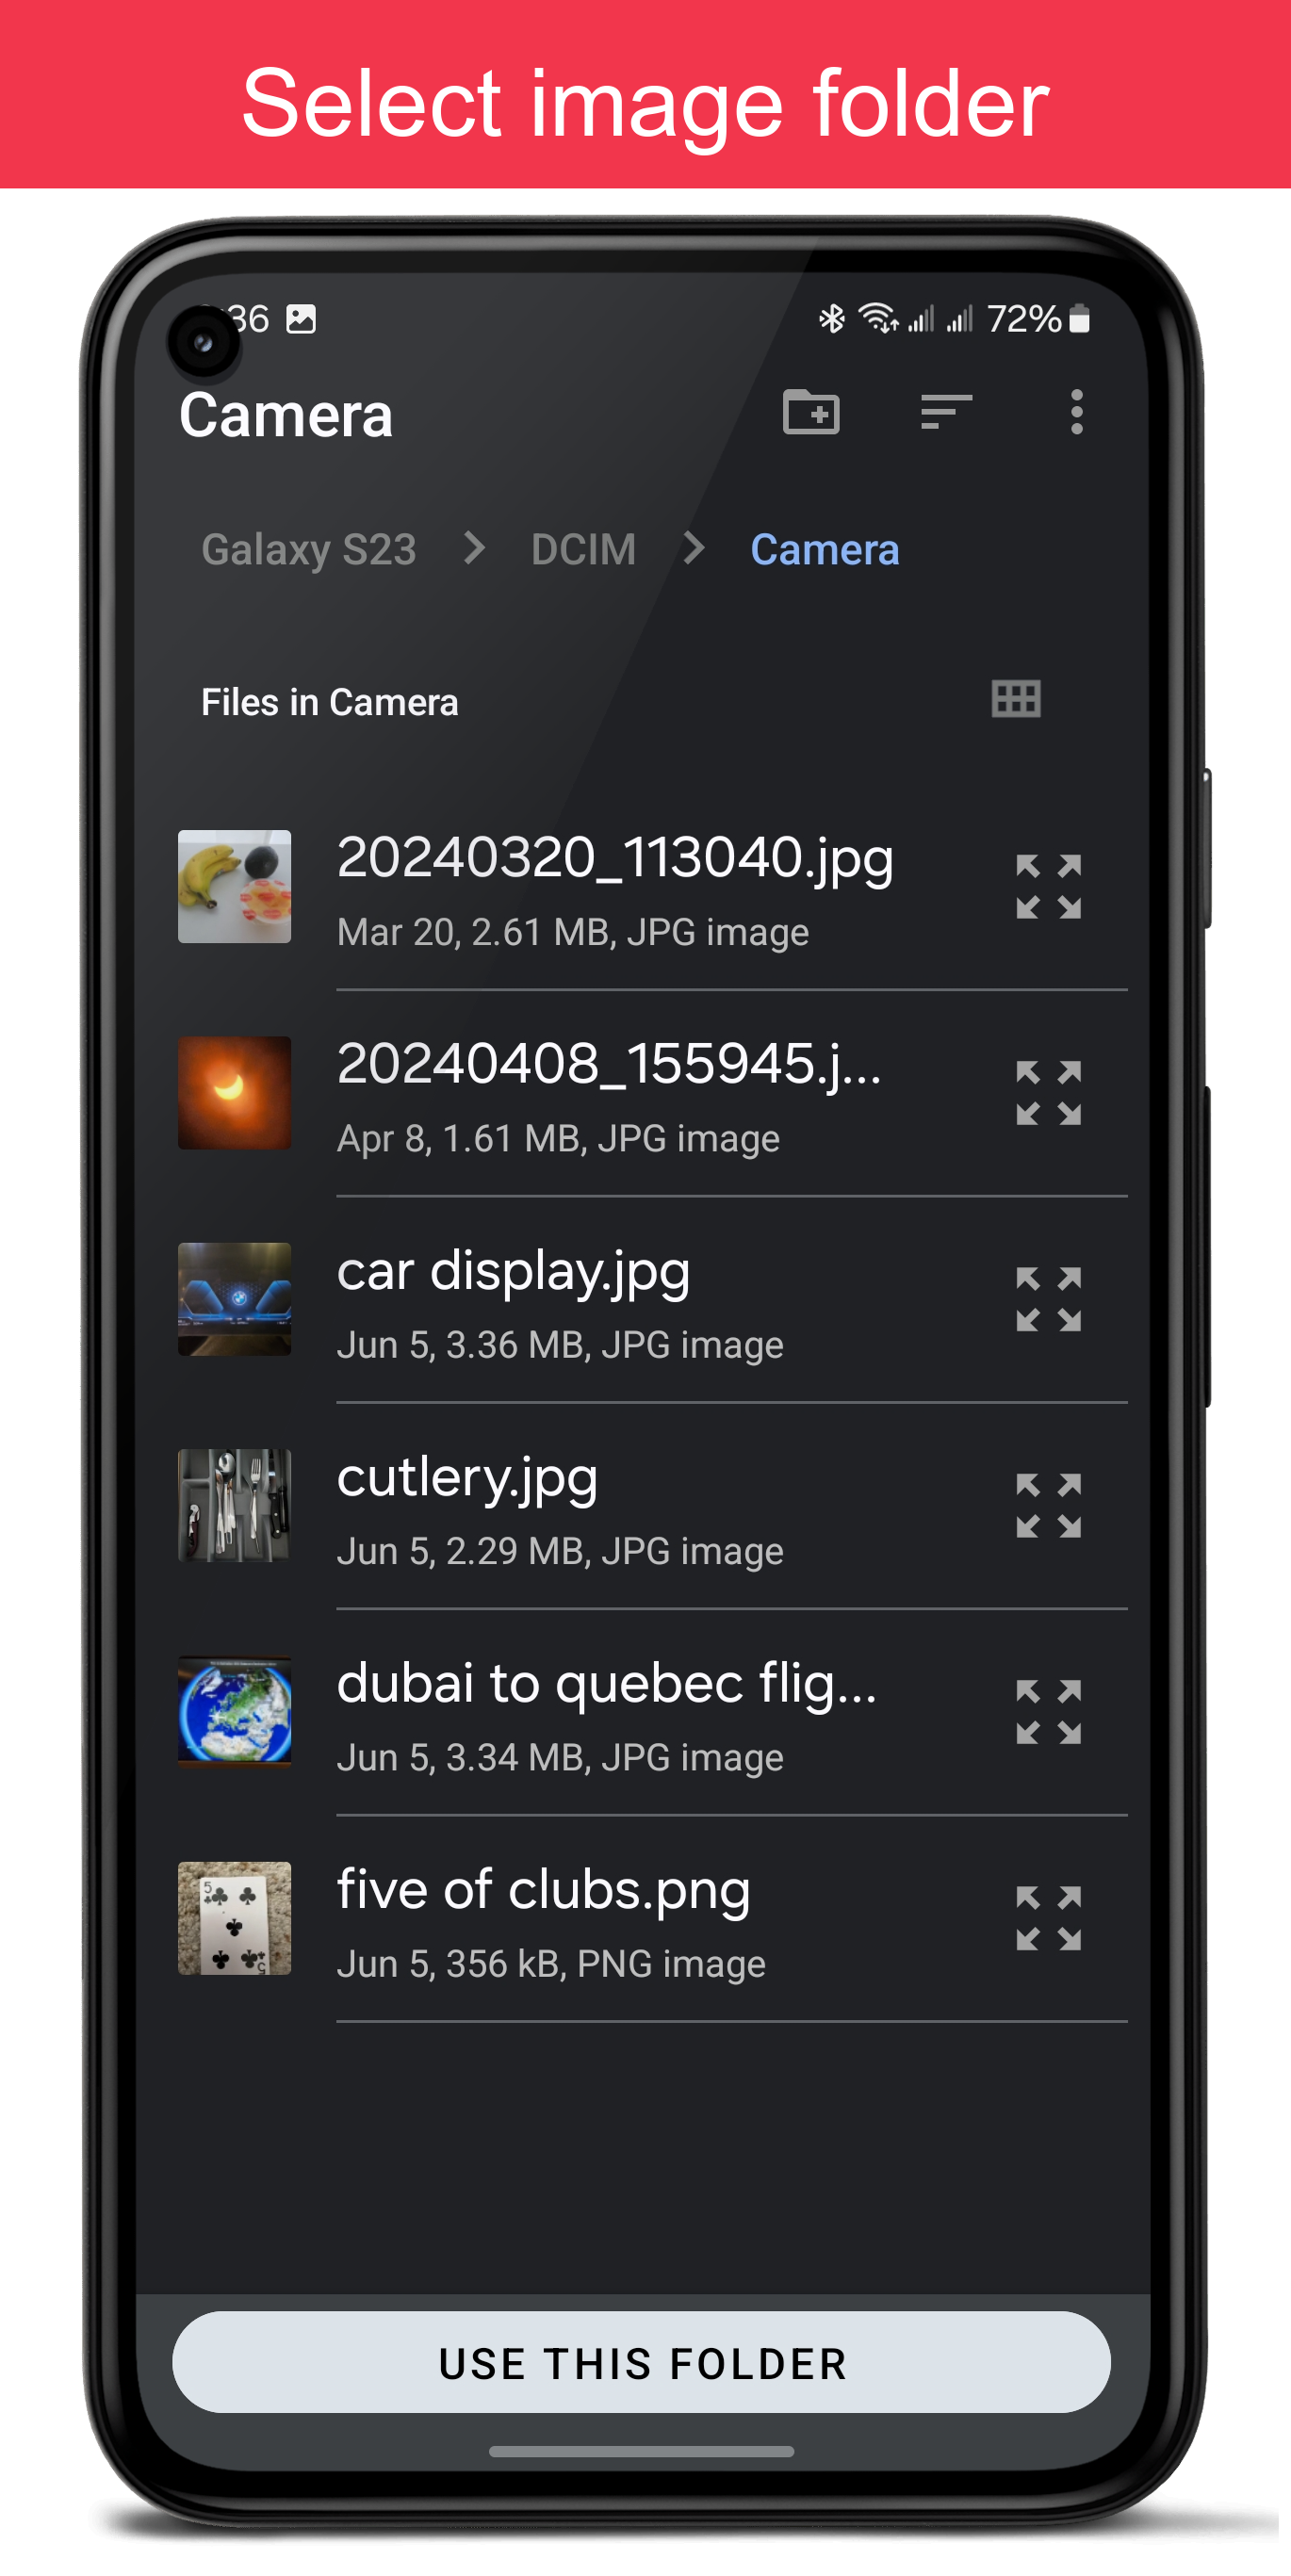 Select image folder
36
72%
Camera
Galaxy S23 > DCIM > Camera
Files in Camera
20240320_113040.jpg
Mar 20, 2.61 MB, JPG image
20240408_155945.j...
Apr 8, 1.61 MB, JPG image
car display.jpg
Jun 5, 3.36 MB, JPG image
cutlery.jpg
Jun 5, 2.29 MB, JPG image
dubai to quebec flig...
Jun 5, 3.34 MB, JPG image
5
5
five of clubs.png
Jun 5, 356 kB, PNG image
USE THIS FOLDER